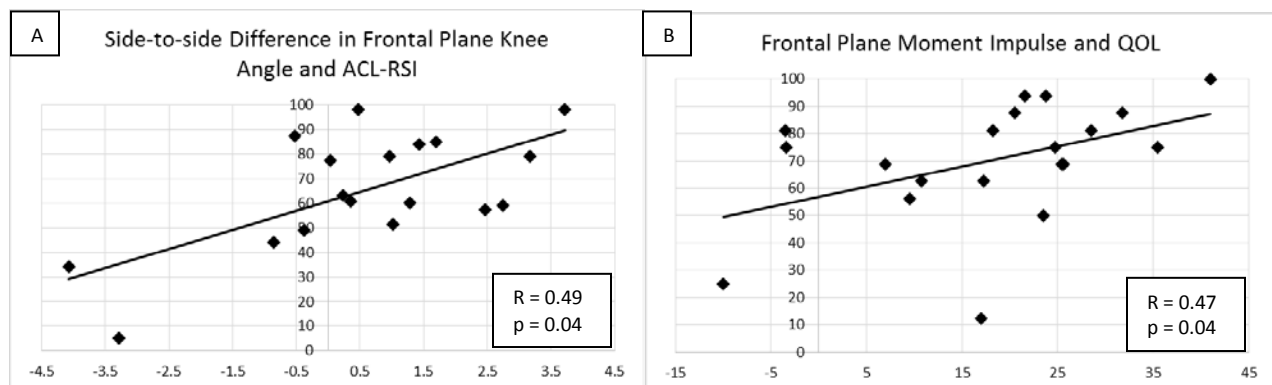 A
Side-to-side Difference in Frontal Plane Knee
Angle and ACL-RSI
100
90
80
70
60
50
40
30
20
10
0
-4.5 -3.5 -2.5 -1.5 -0.5 0.5 1.5 2.5 3.5 4.5
R = 0.49
p = 0.04
B
Frontal Plane Moment Impulse and QOL
100
90
80
70
60
50
40
30
20
10
0
-15 -5 5 15 25 35 45
R = 0.47
p = 0.04